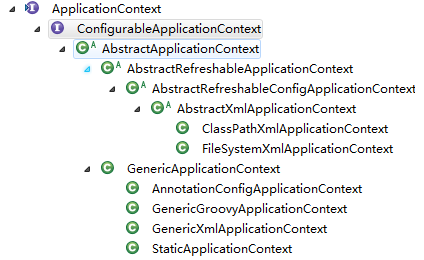 ApplicationContext
ConfigurableApplicationContext
AbstractApplicationContext
AbstractRefreshableApplicationContext
AbstractRefreshableConfigApplicationContext
AbstractXmlApplicationContext
ClassPathXmlApplicationContext
FileSystemXmlApplicationContext
GenericApplicationContext
AnnotationConfigApplicationContext
GenericGroovyApplicationContext
GenericXmlApplicationContext
StaticApplicationContext